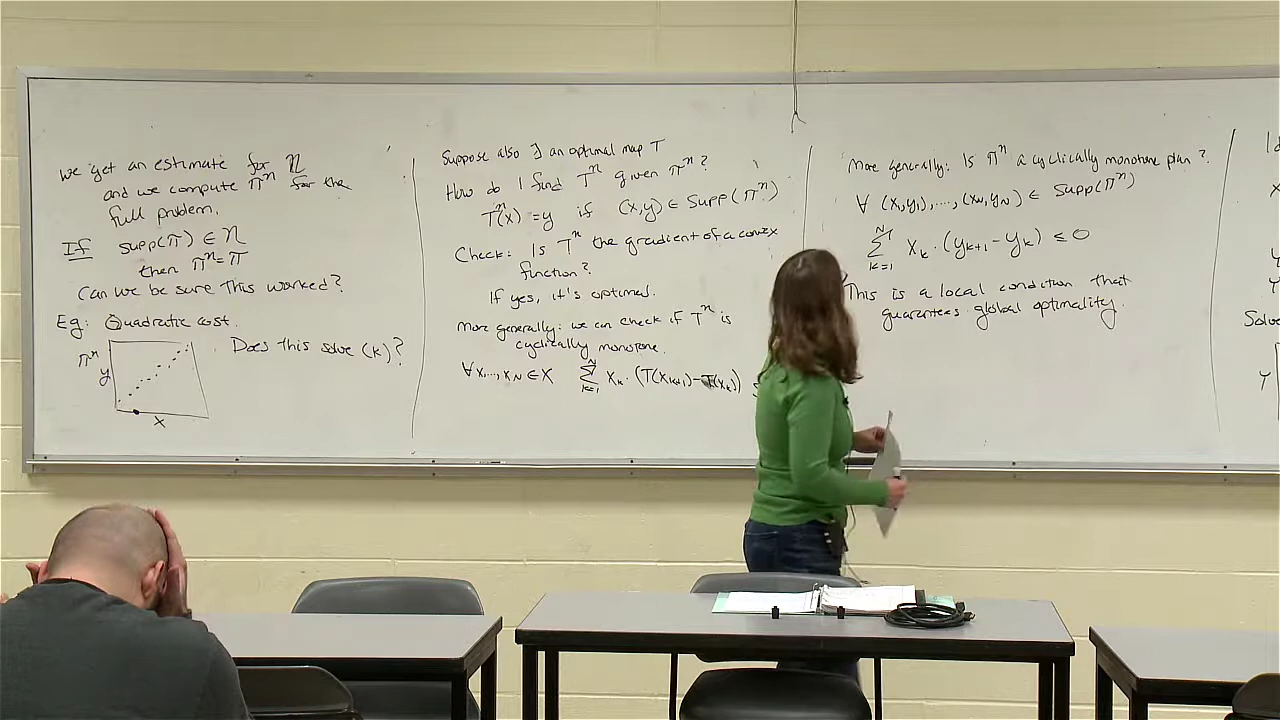 we get an estimate for 𝒩
and we compute π^𝒩 for the
full problem.
If supp(π) ∈ 𝒩
then π^𝒩 = π
Can we be sure this worked?
Eg: Quadratic cost.
Does this solve (K)?
π^𝒩
y
x
Suppose also ∃ an optimal map T
How do I find T^𝒩 given π^𝒩?
T^𝒩(x) = y if (x,y) ∈ Supp(π^𝒩)
Check: Is T^𝒩 the gradient of a convex
function?
If yes, it's optimal.
More generally: we can check if T^𝒩 is
cyclically monotone.
∀x₁,...,x_N ∈ X ∑_{k=1}^N x_k · (T(x_{k+1}) - T(x_k))
More generally: Is π^𝒩 a cyclically monotone plan?
∀ (x₁,y₁),...,(x_N,y_N) ∈ supp(π^𝒩)
∑_{k=1}^N x_k · (y_{k+1} - y_k) ≤ 0
This is a local condition that
guarantees global optimality.
Solve
Y